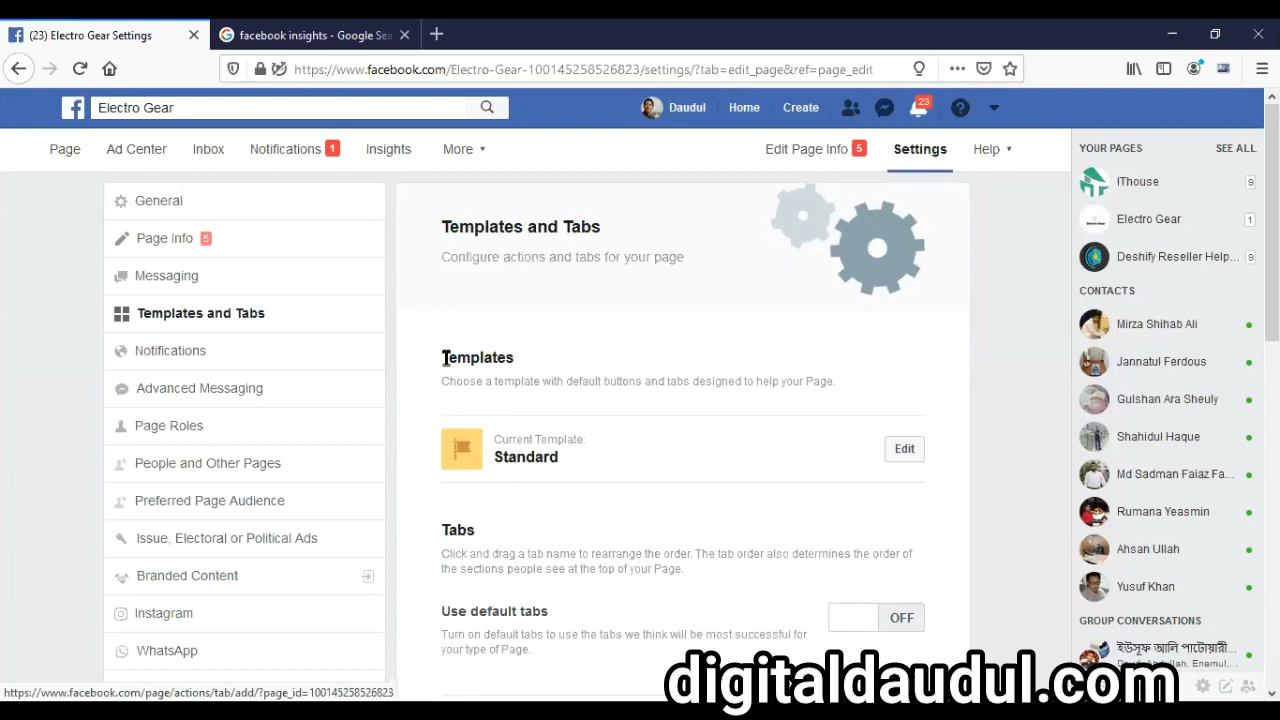 (23) Electro Gear Settings
facebook insights - Google Sea
https://www.facebook.com/Electro-Gear-100145258526823/settings/?tab=edit_page&ref=page_edit
Electro Gear
Daudul
Home
Create
23
Page
Ad Center
Inbox
Notifications 1
Insights
More
Edit Page Info 5
Settings
Help
General
Page Info 5
Messaging
Templates and Tabs
Notifications
Advanced Messaging
Page Roles
People and Other Pages
Preferred Page Audience
Issue, Electoral or Political Ads
Branded Content
Instagram
WhatsApp
https://www.facebook.com/page/actions/tab/add/?page_id=100145258526823
Templates and Tabs
Configure actions and tabs for your page
Templates
Choose a template with default buttons and tabs designed to help your Page.
Current Template:
Standard
Edit
Tabs
Click and drag a tab name to rearrange the order. The tab order also determines the order of
the sections people see at the top of your Page.
Use default tabs
OFF
Turn on default tabs to use the tabs we think will be most successful for
your type of Page.
YOUR PAGES
SEE ALL
IThouse 9
Electro Gear 1
Deshify Reseller Help... 9
CONTACTS
Mirza Shihab Ali
Jannatul Ferdous
Gulshan Ara Sheuly
Shahidul Haque
Md Sadman Faiaz Fa...
Rumana Yeasmin
Ahsan Ullah
Yusuf Khan
GROUP CONVERSATIONS
ইউসূফ আলি পাটোয়ারী...
digitaldaudul.com